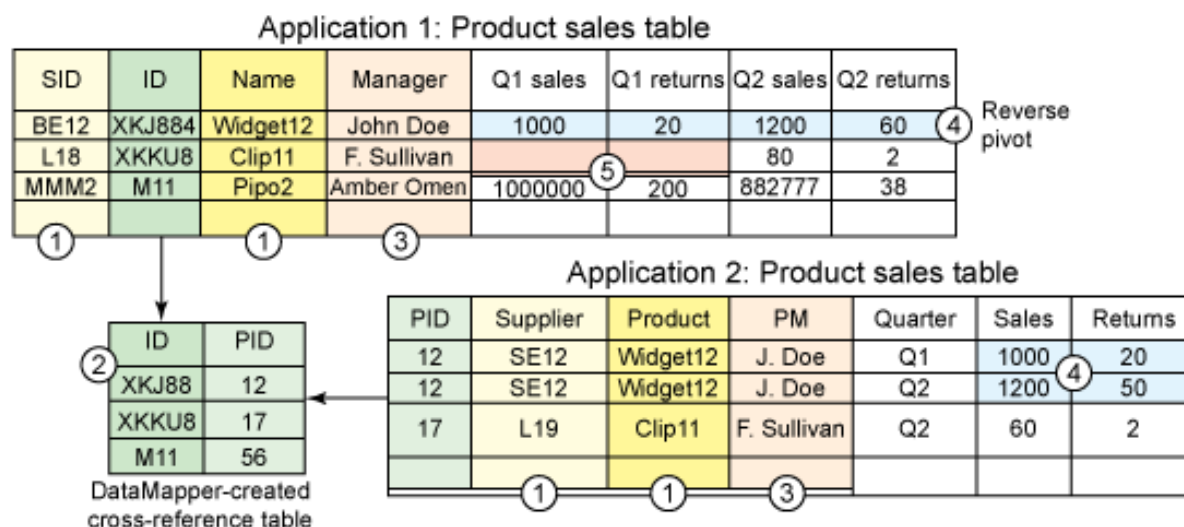 Application 1: Product sales table
SID ID Name Manager Q1 sales Q1 returns Q2 sales Q2 returns
BE12 XKJ884 Widget12 John Doe 1000 20 1200 60 4 Reverse pivot
L18 XKKU8 Clip11 F. Sullivan 80 2
5
MMM2 M11 Pipo2 Amber Omen 1000000 200 882777 38
1 1 3
Application 2: Product sales table
PID Supplier Product PM Quarter Sales Returns
12 SE12 Widget12 J. Doe Q1 1000 20
4
12 SE12 Widget12 J. Doe Q2 1200 50
17 L19 Clip11 F. Sullivan Q2 60 2
1 1 3
ID PID
2
XKJ88 12
XKKU8 17
M11 56
DataMapper-created
cross-reference table